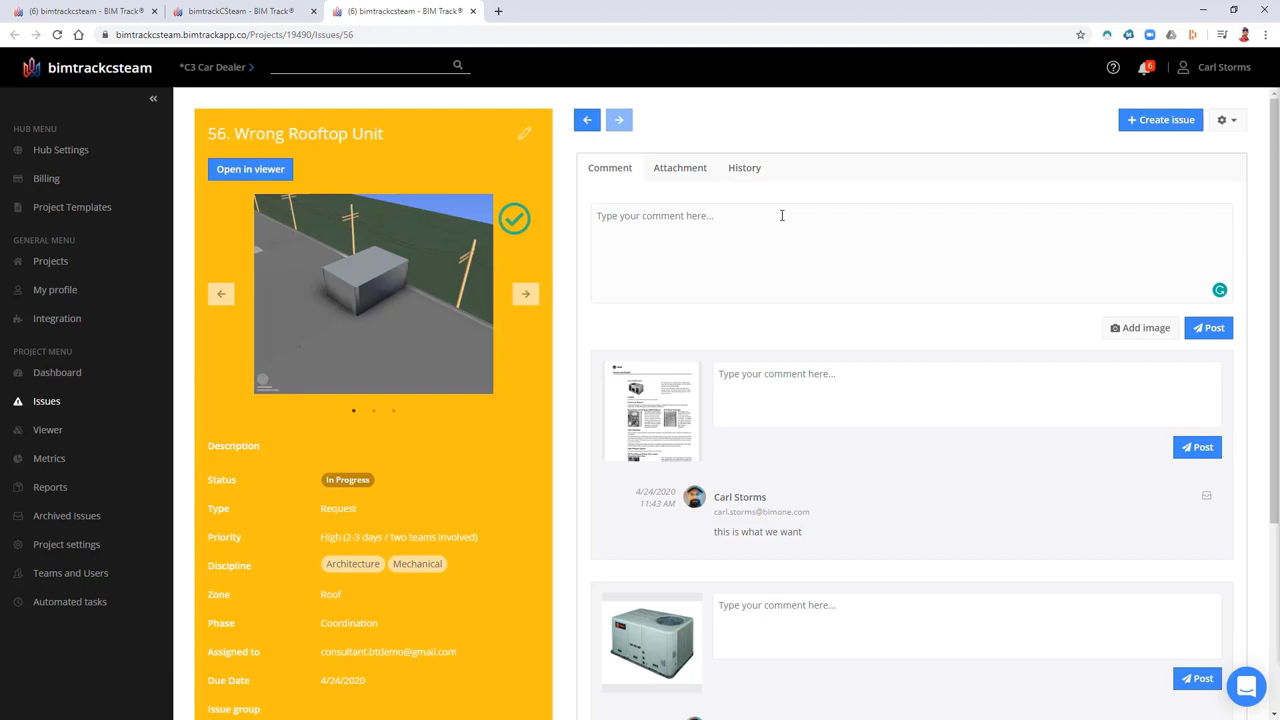 (6) bimtrackcsteam - BIM Track®
bimtrackCSteam - BIM Track®
(6) bimtrackcsteam - BIM Track®
bimtrackcsteam.bimtrackapp.co/Projects/19490/Issues/56
bimtrackcsteam
*C3 Car Dealer
6
Carl Storms
HUB MENU
Hub Settings
Billing
Project Templates
GENERAL MENU
Projects
My profile
Integration
PROJECT MENU
Dashboard
Issues
Viewer
Metrics
Reports
Archived Issues
Project settings
Teams and Users
Automated tasks
56. Wrong Rooftop Unit
Open in viewer
Description
Status In Progress
Type Request
Priority High (2-3 days / two teams involved)
Discipline Architecture Mechanical
Zone Roof
Phase Coordination
Assigned to consultant.btdemo@gmail.com
Due Date 4/24/2020
Issue group
+ Create issue
Comment Attachment History
Type your comment here...
Add image Post
Type your comment here...
Post
4/24/2020
11:43 AM
Carl Storms
carl.storms@bimone.com
this is what we want
Type your comment here...
Post